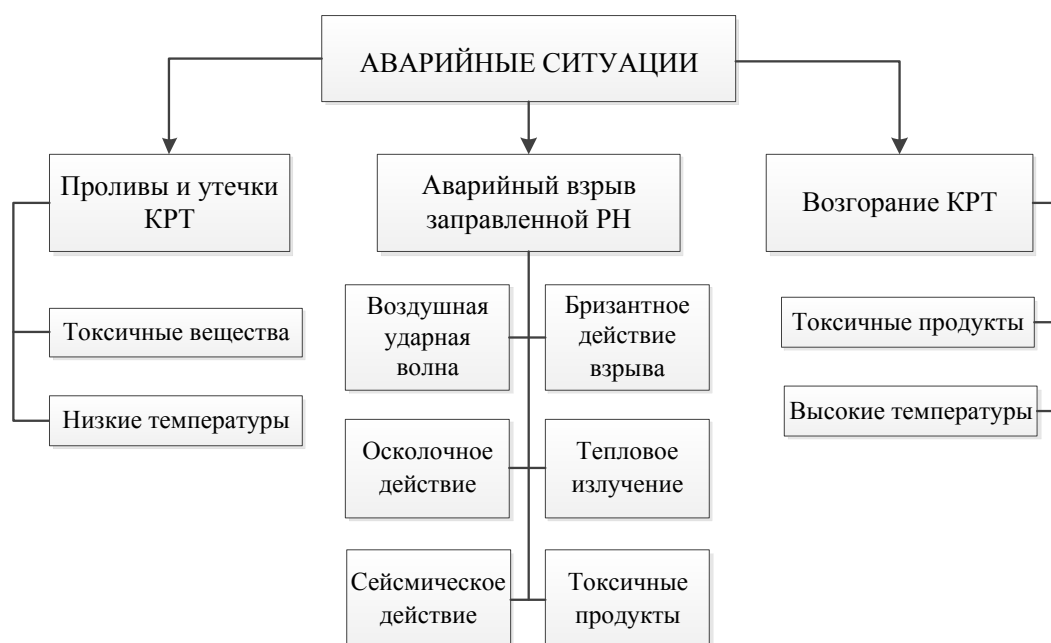 АВАРИЙНЫЕ СИТУАЦИИ
Проливы и утечки
КРТ
Токсичные вещества
Низкие температуры
Аварийный взрыв
заправленной РН
Воздушная
ударная
волна
Бризантное
действие
взрыва
Осколочное
действие
Тепловое
излучение
Сейсмическое
действие
Токсичные
продукты
Возгорание КРТ
Токсичные продукты
Высокие температуры